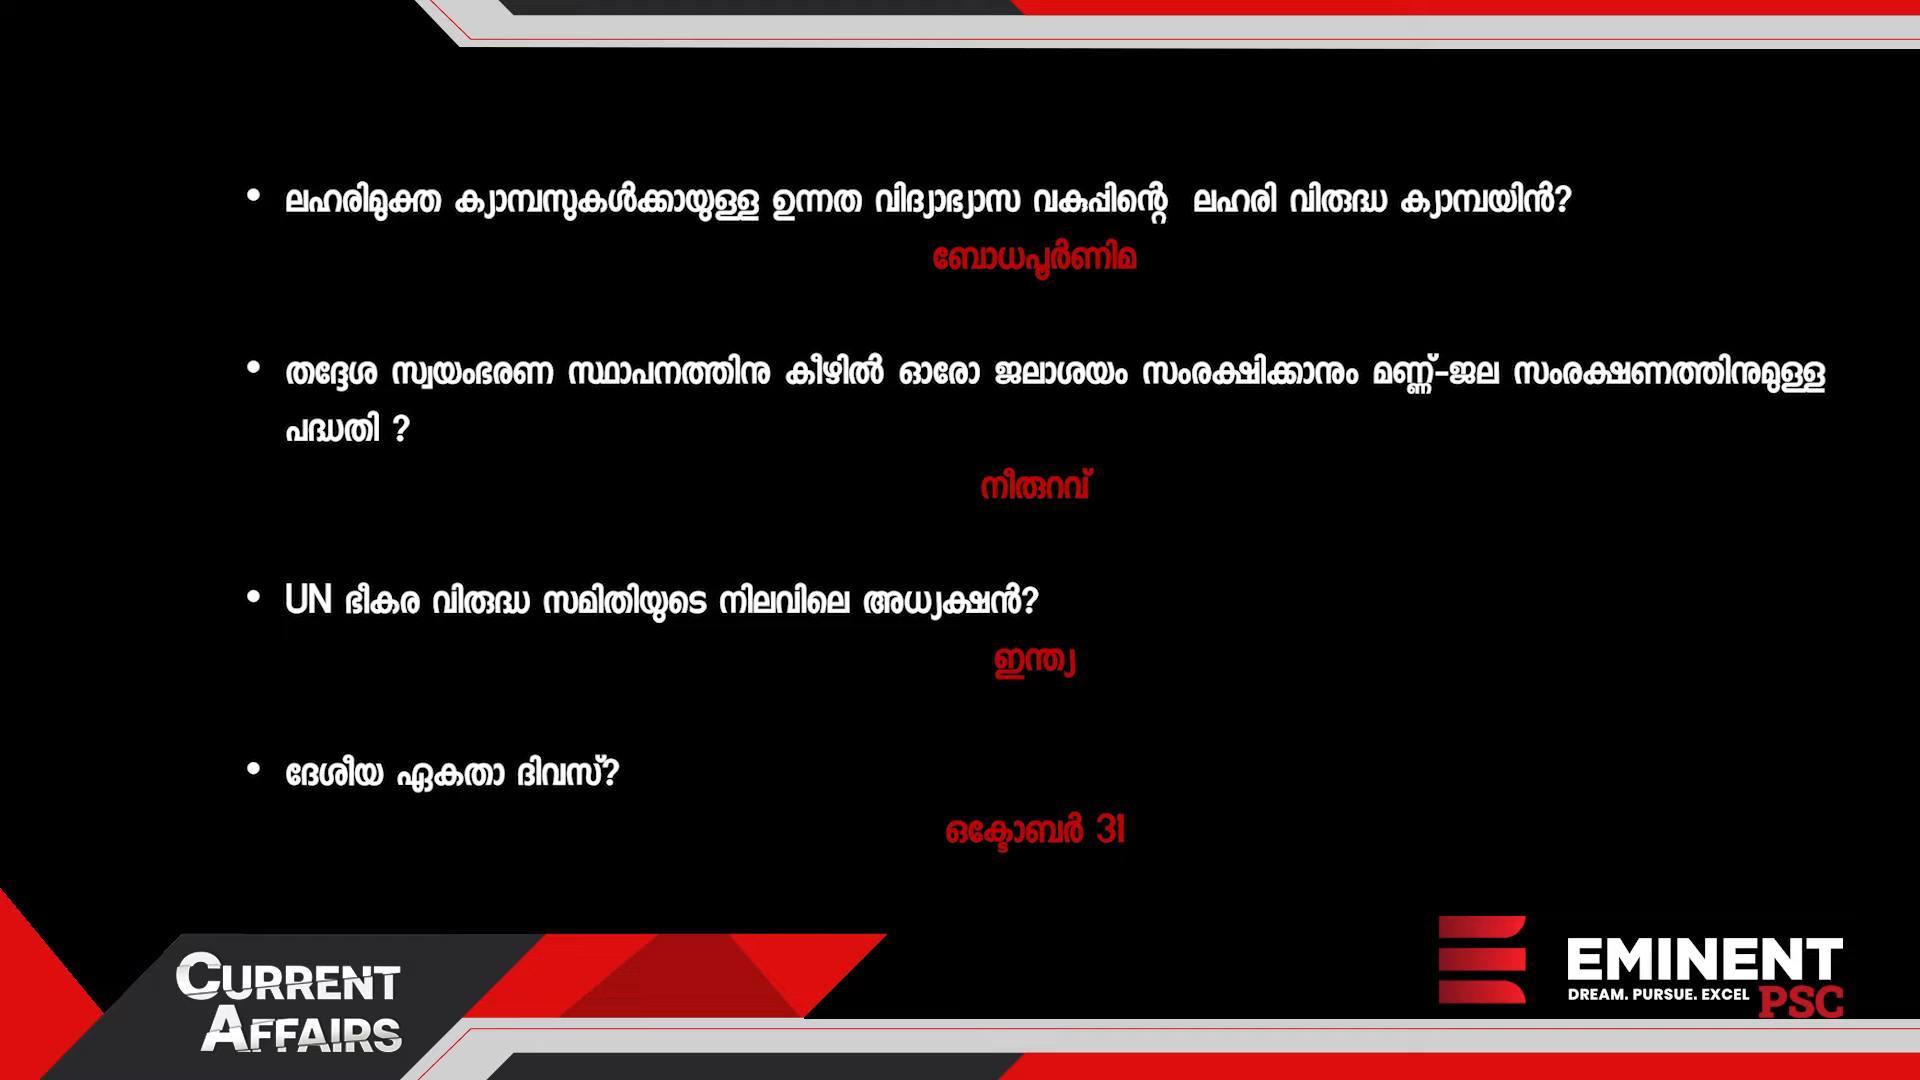 • ലഹരിമുക്ത ക്യാമ്പസുകൾക്കായുള്ള ഉന്നത വിദ്യാഭ്യാസ വകുപ്പിന്റെ ലഹരി വിരുദ്ധ ക്യാമ്പയിൻ?
ബോധപൂർണിമ
• തദ്ദേശ സ്വയംഭരണ സ്ഥാപനത്തിനു കീഴിൽ ഓരോ ജലാശയം സംരക്ഷിക്കാനും മണ്ണ്-ജല സംരക്ഷണത്തിനുമുള്ള
പദ്ധതി ?
നീരുറവ്
• UN ഭീകര വിരുദ്ധ സമിതിയുടെ നിലവിലെ അധ്യക്ഷൻ?
ഇന്ത്യ
• ദേശീയ ഏകതാ ദിവസ്?
ഒക്ടോബർ 31
CURRENT
AFFAIRS
EMINENT
DREAM. PURSUE. EXCEL PSC